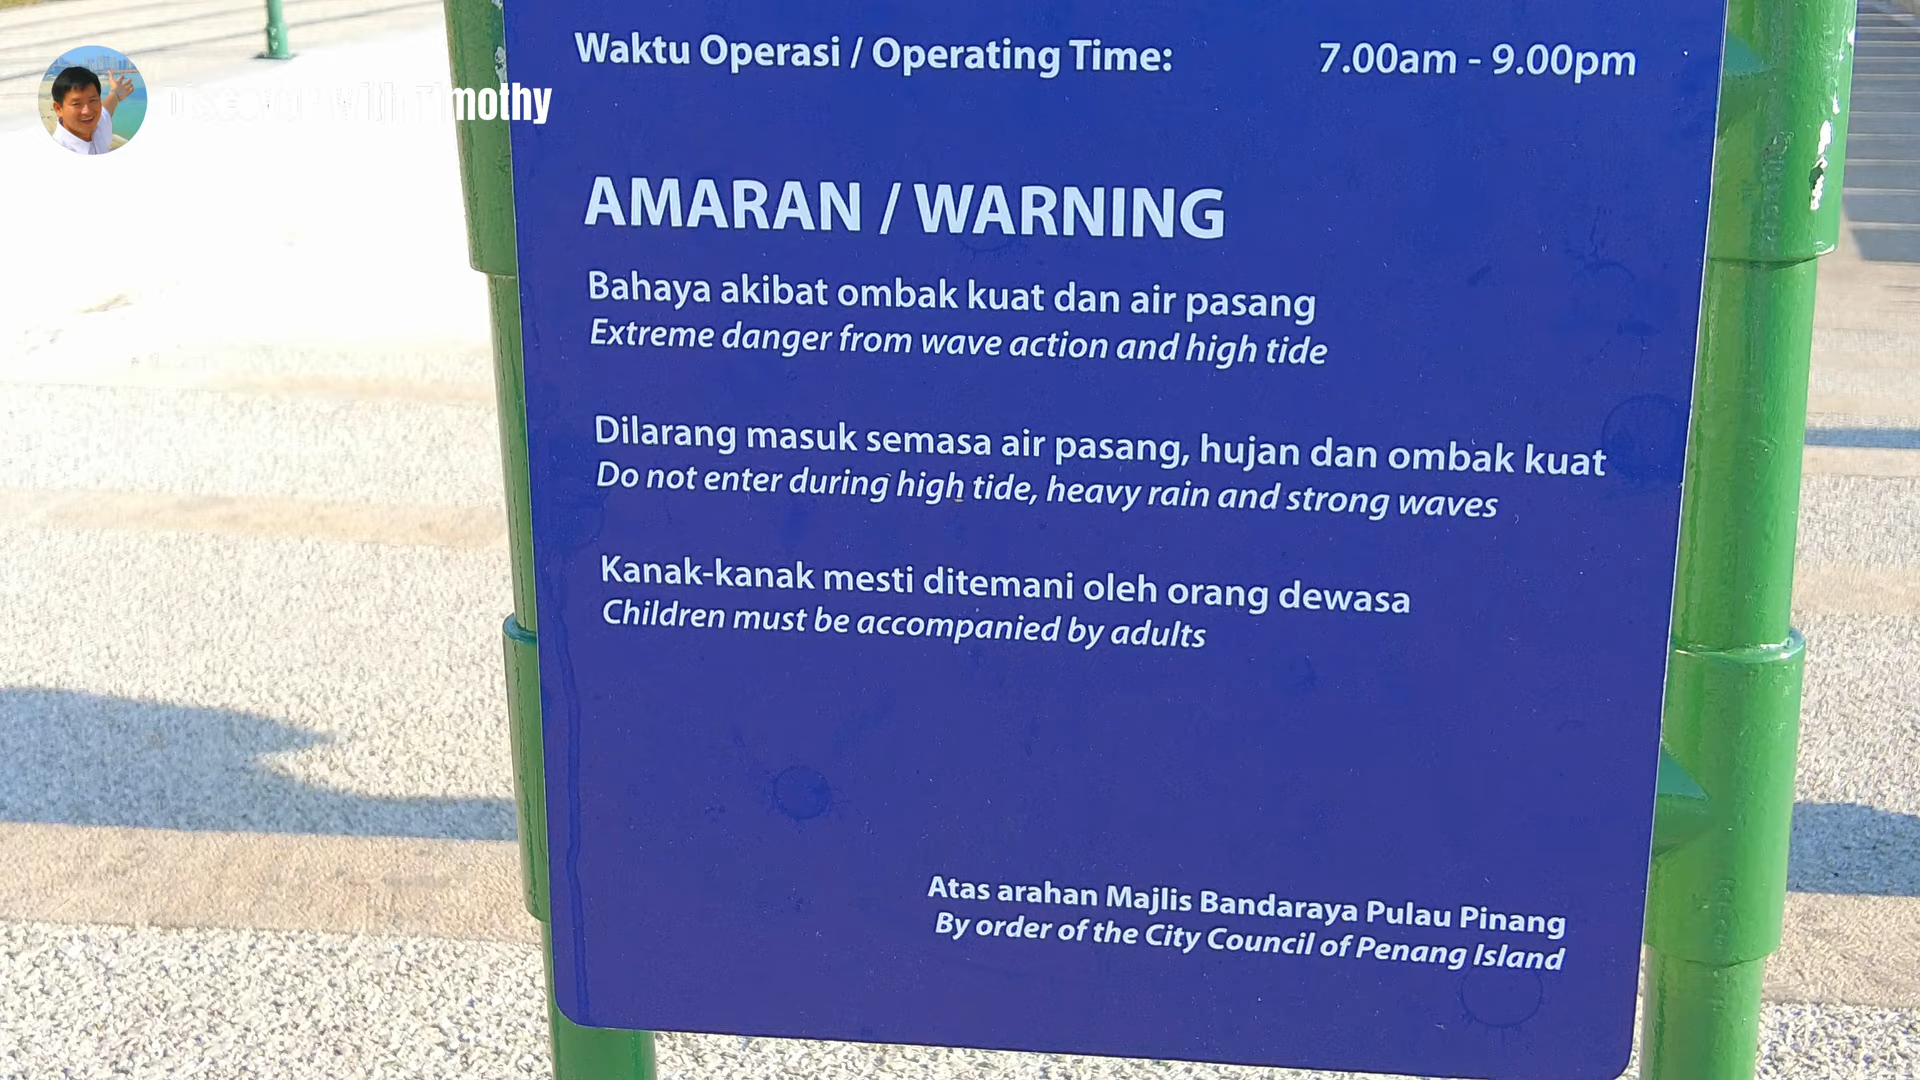 Discover with Timothy
Waktu Operasi / Operating Time: 7.00am - 9.00pm
AMARAN / WARNING
Bahaya akibat ombak kuat dan air pasang
Extreme danger from wave action and high tide
Dilarang masuk semasa air pasang, hujan dan ombak kuat
Do not enter during high tide, heavy rain and strong waves
Kanak-kanak mesti ditemani oleh orang dewasa
Children must be accompanied by adults
Atas arahan Majlis Bandaraya Pulau Pinang
By order of the City Council of Penang Island